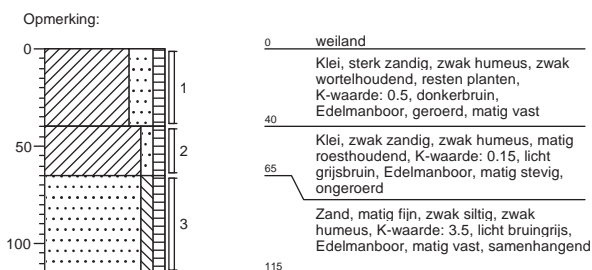 Opmerking:
0
0 weiland
Klei, sterk zandig, zwak humeus, zwak
wortelhoudend, resten planten,
K-waarde: 0.5, donkerbruin,
Edelmanboor, geroerd, matig vast
1
40
Klei, zwak zandig, zwak humeus, matig
roesthoudend, K-waarde: 0.15, licht
grijsbruin, Edelmanboor, matig stevig,
ongeroerd
50
2
65
Zand, matig fijn, zwak siltig, zwak
humeus, K-waarde: 3.5, licht bruingrijs,
Edelmanboor, matig vast, samenhangend
3
100
115